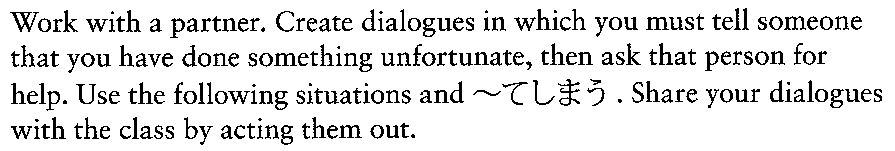 Work with a partner. Create dialogues in which you must tell someone
that you have done something unfortunate, then ask that person for
help. Use the following situations and ～てしまう. Share your dialogues
with the class by acting them out.